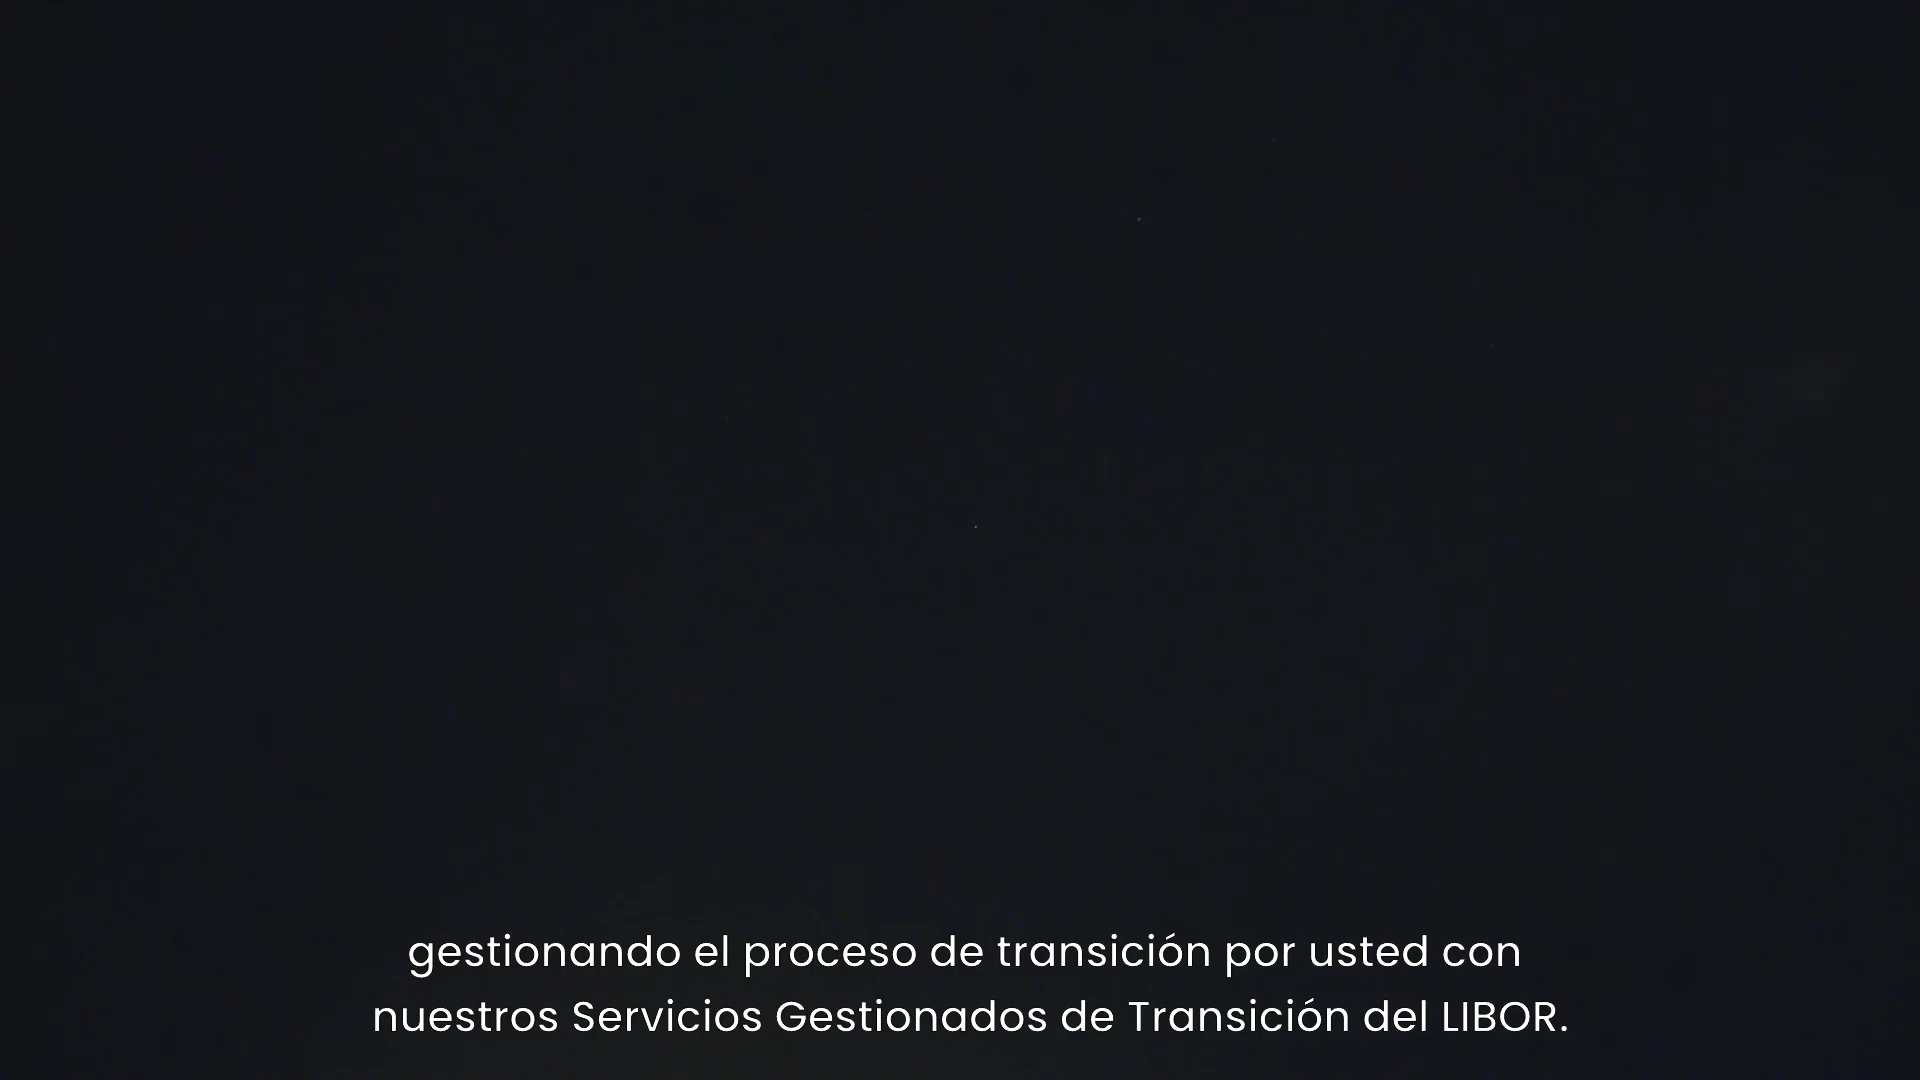 gestionando el proceso de transición por usted con
nuestros Servicios Gestionados de Transición del LIBOR.